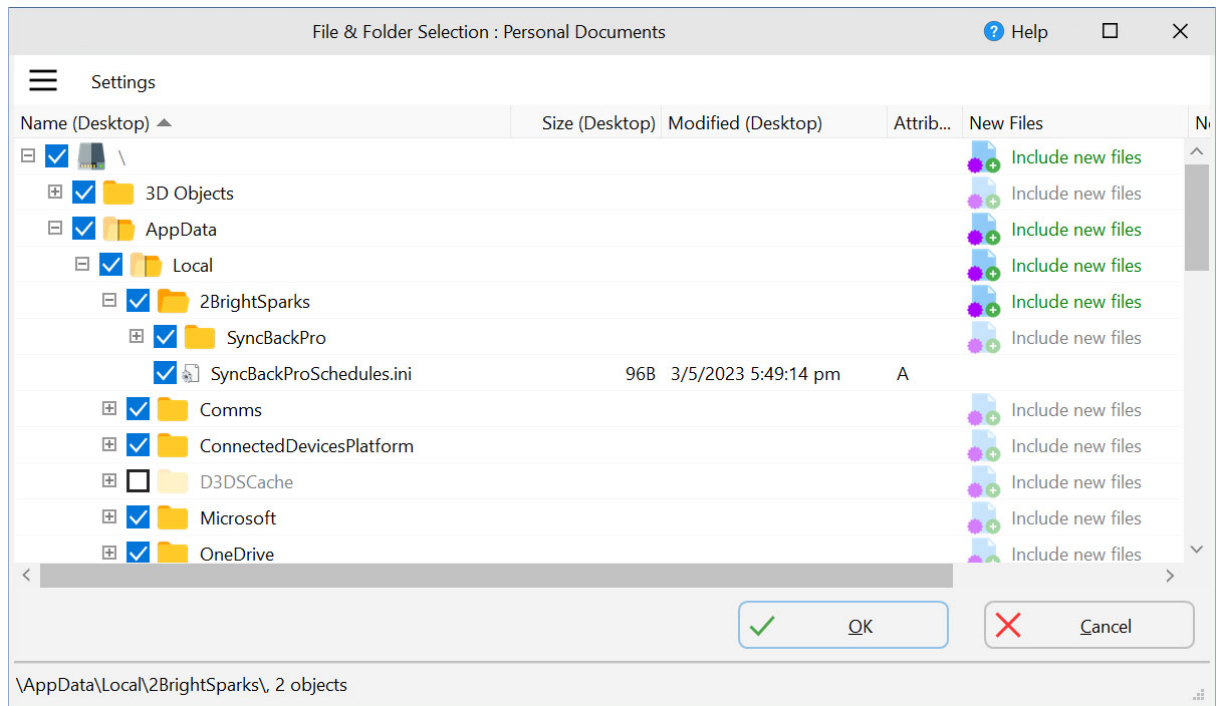 File & Folder Selection : Personal Documents ? Help
Settings
Name (Desktop) Size (Desktop) Modified (Desktop) Attrib... New Files
\ Include new files
3D Objects Include new files
AppData Include new files
Local Include new files
2BrightSparks Include new files
SyncBackPro Include new files
SyncBackProSchedules.ini 96B 3/5/2023 5:49:14 pm A
Comms Include new files
ConnectedDevicesPlatform Include new files
D3DSCache Include new files
Microsoft Include new files
OneDrive Include new files
OK Cancel
\AppData\Local\2BrightSparks\, 2 objects